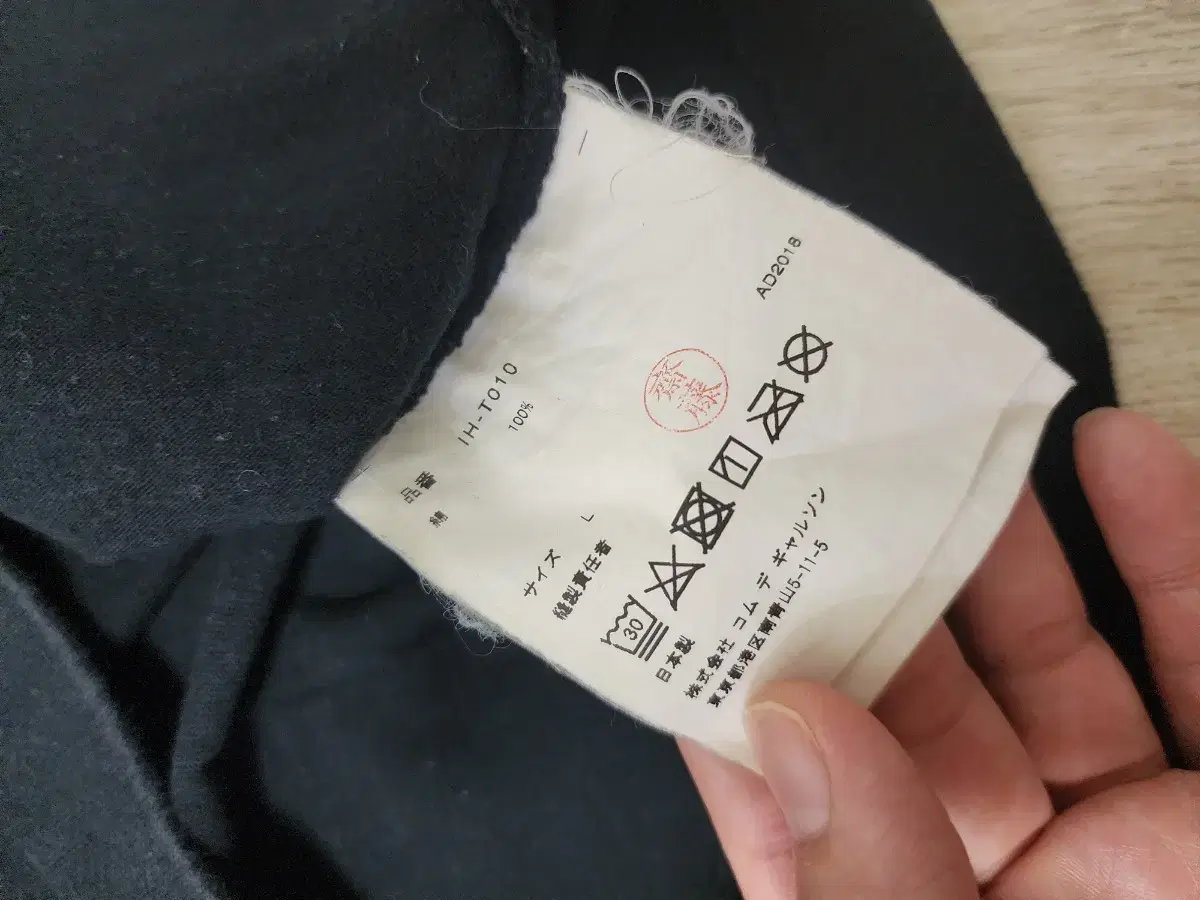 AD2018
品番 IH-T010
綿 100%
サイズ L
縫製責任者
齋藤
30
日本製
株式会社 コム デ ギャルソン
東京都港区南青山5-11-5